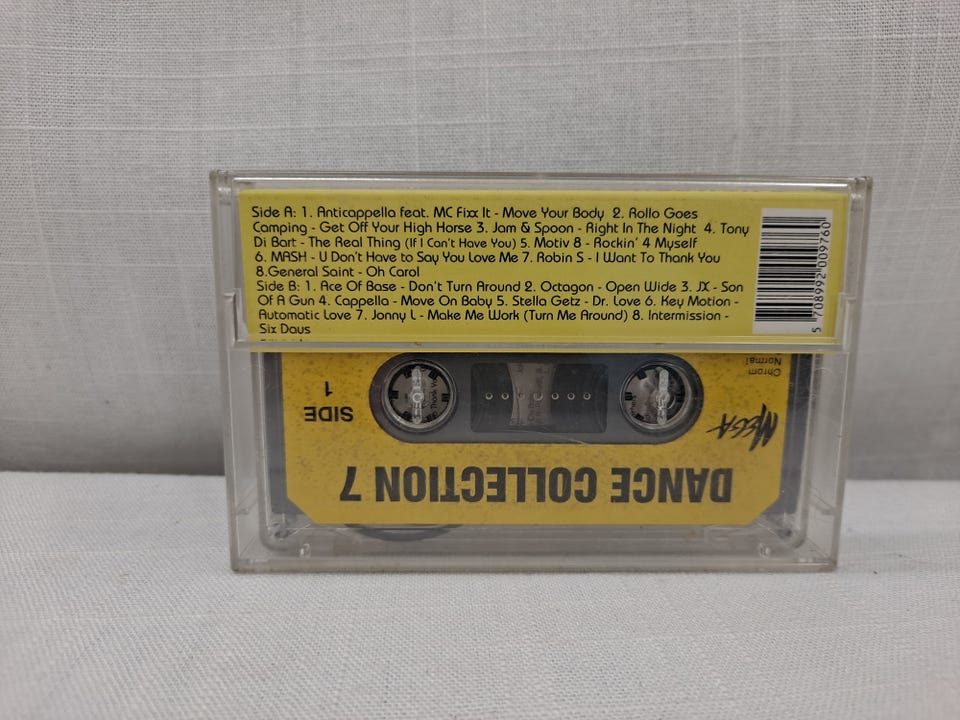 Side A: 1. Anticappella feat. MC Fixx It - Move Your Body 2. Rollo Goes
Camping - Get Off Your High Horse 3. Jam & Spoon - Right In The Night 4. Tony
Di Bart - The Real Thing (If I Can't Have You) 5. Motiv 8 - Rockin' 4 Myself
6. MASH - U Don't Have to Say You Love Me 7. Robin S - I Want To Thank You
8.General Saint - Oh Carol
Side B: 1. Ace Of Base - Don't Turn Around 2. Octagon - Open Wide 3. JX - Son
Of A Gun 4. Cappella - Move On Baby 5. Stella Getz - Dr. Love 6. Key Motion -
Automatic Love 7. Jonny L - Make Me Work (Turn Me Around) 8. Intermission -
Six Days
5 708992 009760
Chrom
Normal
SIDE 1
MEGA
DANCE COLLECTION 7